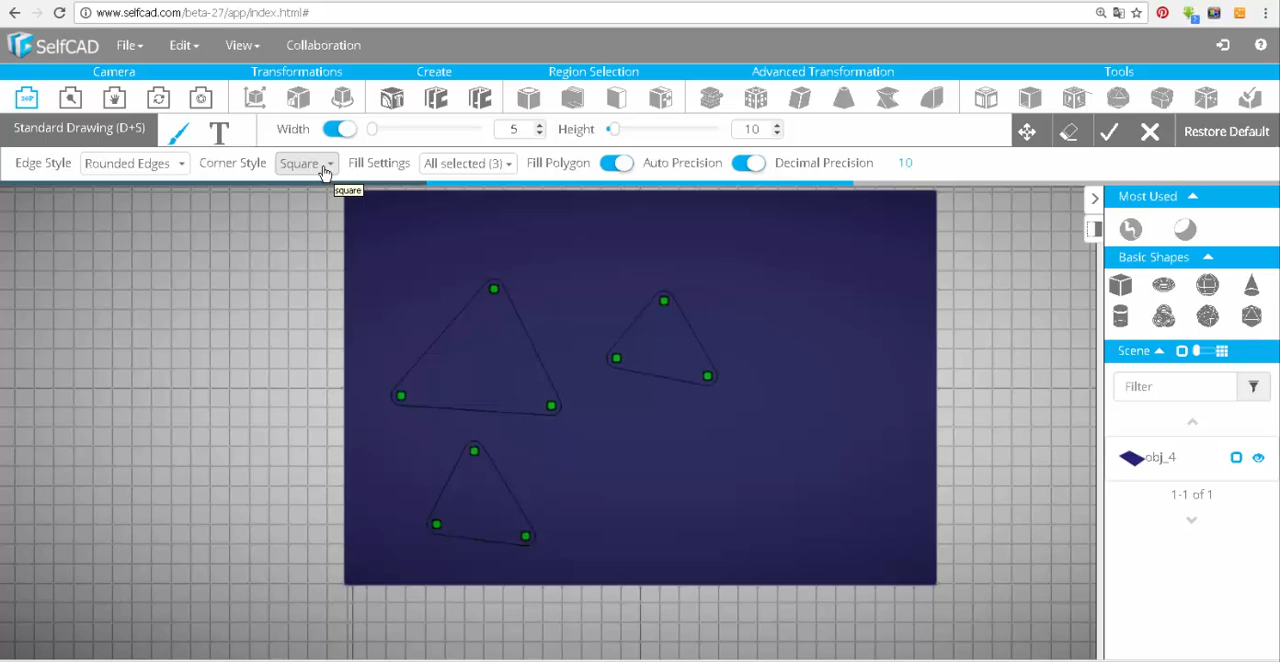 www.selfcad.com/beta-27/app/index.html#
SelfCAD File Edit View Collaboration
Camera Transformations Create Region Selection Advanced Transformation Tools
Standard Drawing (D+S) T Width 5 Height 10 Restore Default
Edge Style Rounded Edges Corner Style Square Fill Settings All selected (3) Fill Polygon Auto Precision Decimal Precision 10
square
Most Used
Basic Shapes
Scene
Filter
obj_4
1-1 of 1